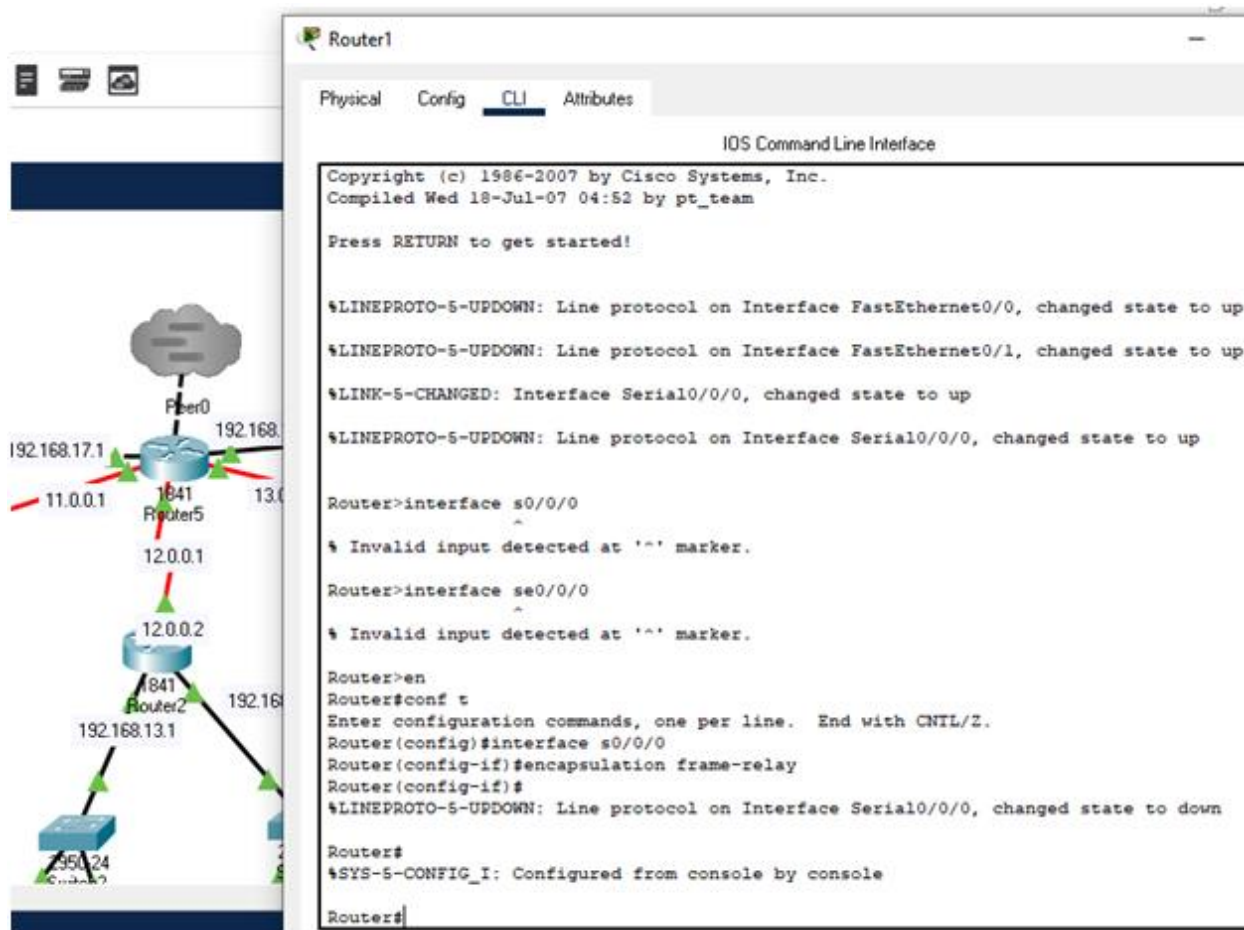 Router1
Physical Config CLI Attributes
IOS Command Line Interface
Copyright (c) 1986-2007 by Cisco Systems, Inc.
Compiled Wed 18-Jul-07 04:52 by pt_team
Press RETURN to get started!
%LINEPROTO-5-UPDOWN: Line protocol on Interface FastEthernet0/0, changed state to up
%LINEPROTO-5-UPDOWN: Line protocol on Interface FastEthernet0/1, changed state to up
%LINK-5-CHANGED: Interface Serial0/0/0, changed state to up
%LINEPROTO-5-UPDOWN: Line protocol on Interface Serial0/0/0, changed state to up
Router>interface s0/0/0
^
% Invalid input detected at '^' marker.
Router>interface se0/0/0
^
% Invalid input detected at '^' marker.
Router>en
Router#conf t
Enter configuration commands, one per line. End with CNTL/Z.
Router(config)#interface s0/0/0
Router(config-if)#encapsulation frame-relay
Router(config-if)#
%LINEPROTO-5-UPDOWN: Line protocol on Interface Serial0/0/0, changed state to down
Router#
%SYS-5-CONFIG_I: Configured from console by console
Router#
Peer0
192.168.
192.168.17.1
11.0.0.1
13.0
1841
Router5
12.0.0.1
12.0.0.2
1841
Router2
192.168
192.168.13.1
2950-24